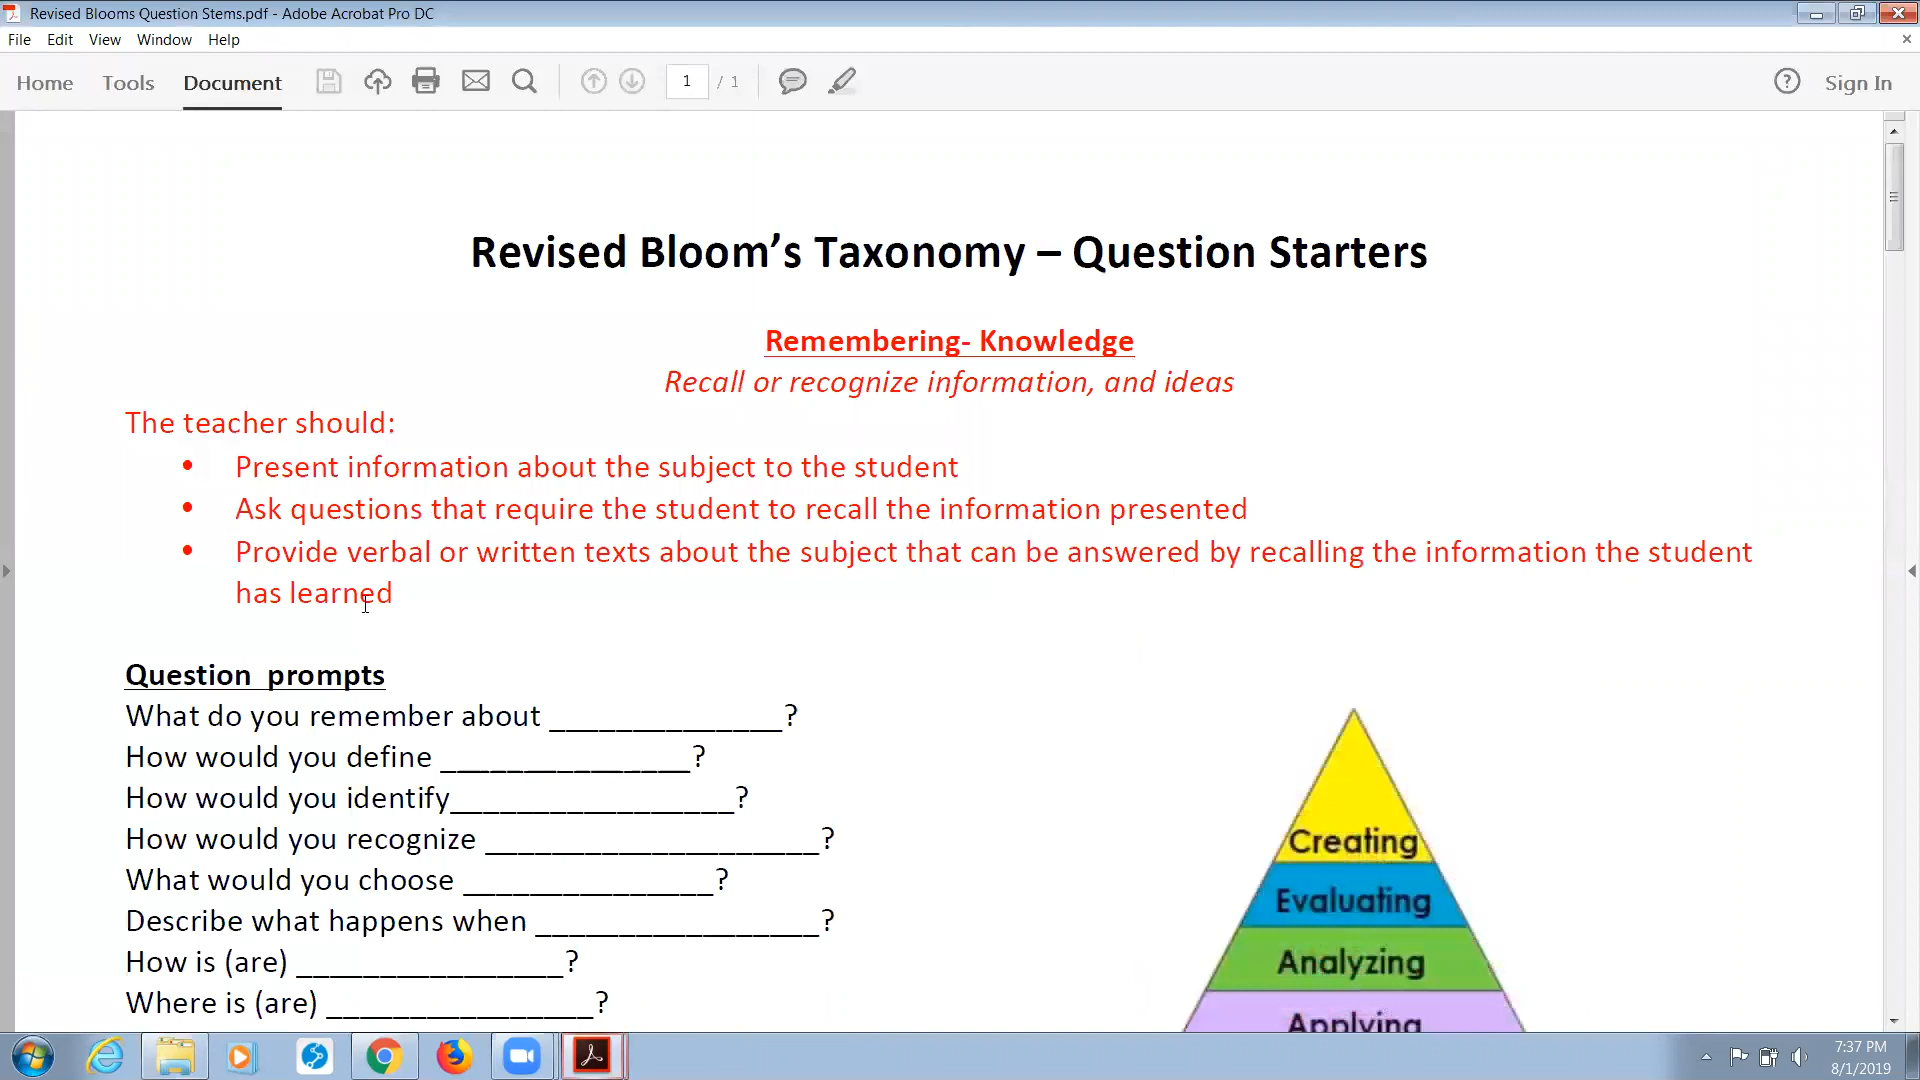 Revised Blooms Question Stems.pdf - Adobe Acrobat Pro DC
File Edit View Window Help
Home Tools Document 1 / 1 Sign In
Revised Bloom’s Taxonomy – Question Starters
Remembering- Knowledge
Recall or recognize information, and ideas
The teacher should:
• Present information about the subject to the student
• Ask questions that require the student to recall the information presented
• Provide verbal or written texts about the subject that can be answered by recalling the information the student
has learned
Question prompts
What do you remember about ______________?
How would you define _______________?
How would you identify_________________?
How would you recognize ____________________?
What would you choose _______________?
Describe what happens when _________________?
How is (are) ________________?
Where is (are) ________________?
Creating
Evaluating
Analyzing
Applying
7:37 PM
8/1/2019